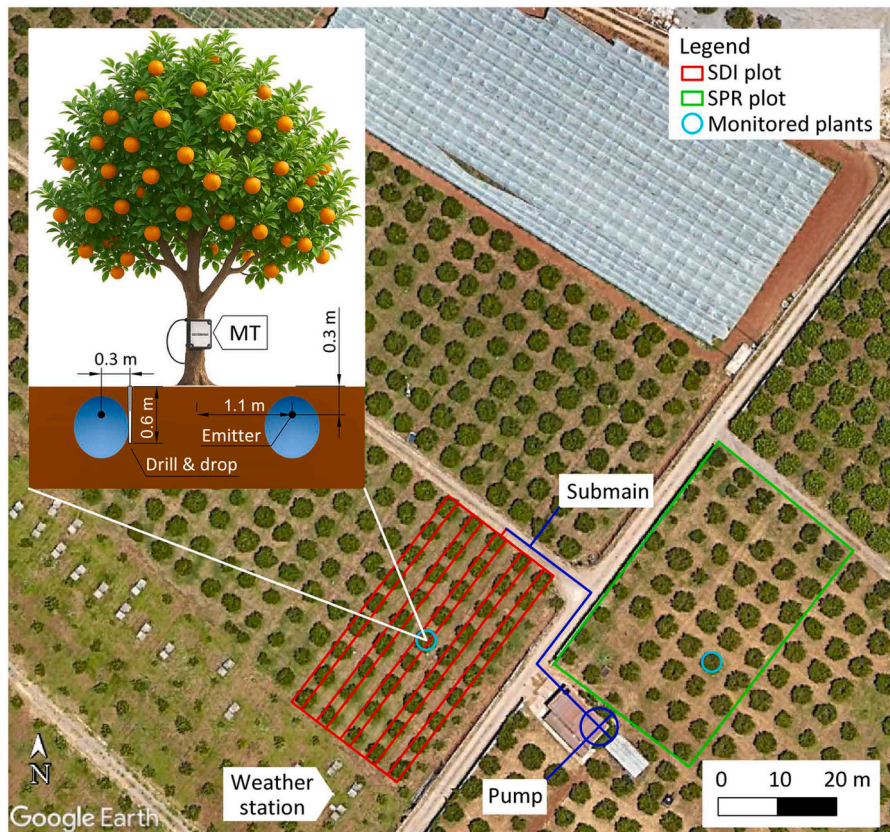 Legend
SDI plot
SPR plot
Monitored plants
MT
0.3 m
0.3 m
1.1 m
0.6 m
Emitter
Drill & drop
Submain
Weather
station
Pump
0 10 20 m
N
Google Earth